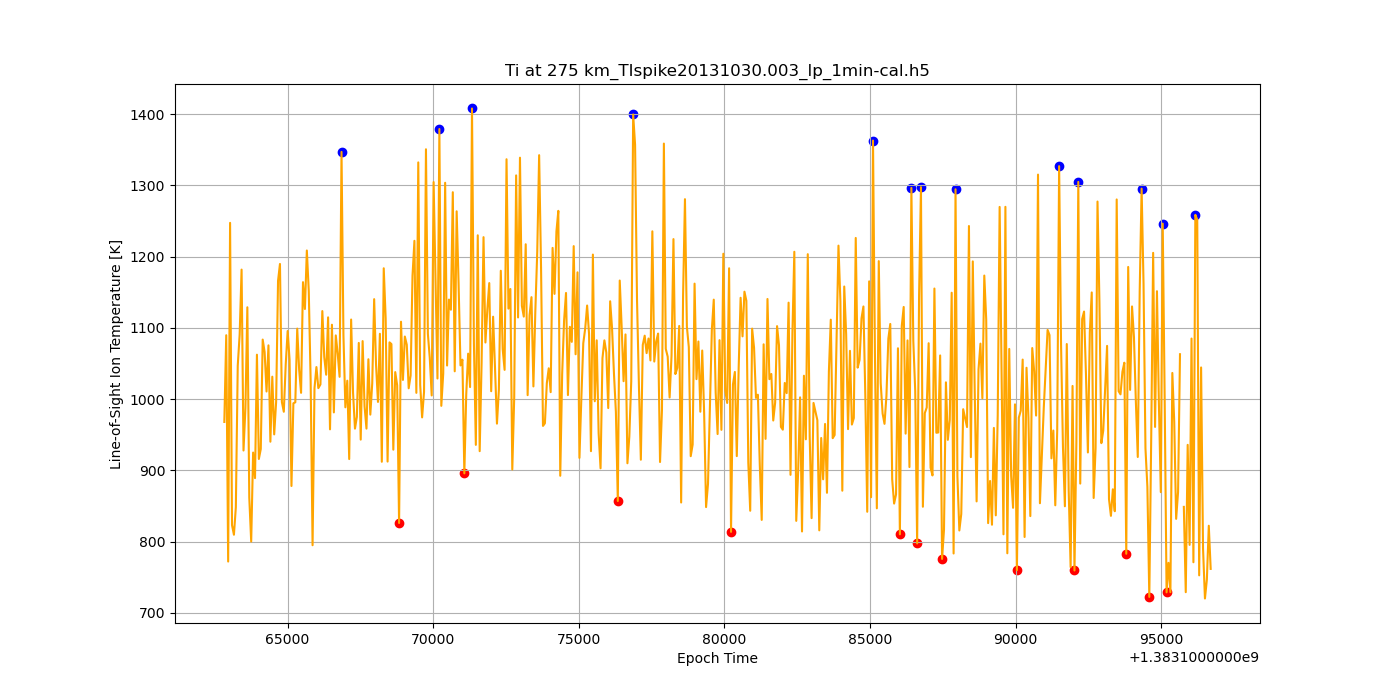 Ti at 275 km_TIspike20131030.003_lp_1min-cal.h5
Line-of-Sight Ion Temperature [K]
1400
1300
1200
1100
1000
900
800
700
65000 70000 75000 80000 85000 90000 95000
Epoch Time
+1.3831000000e9